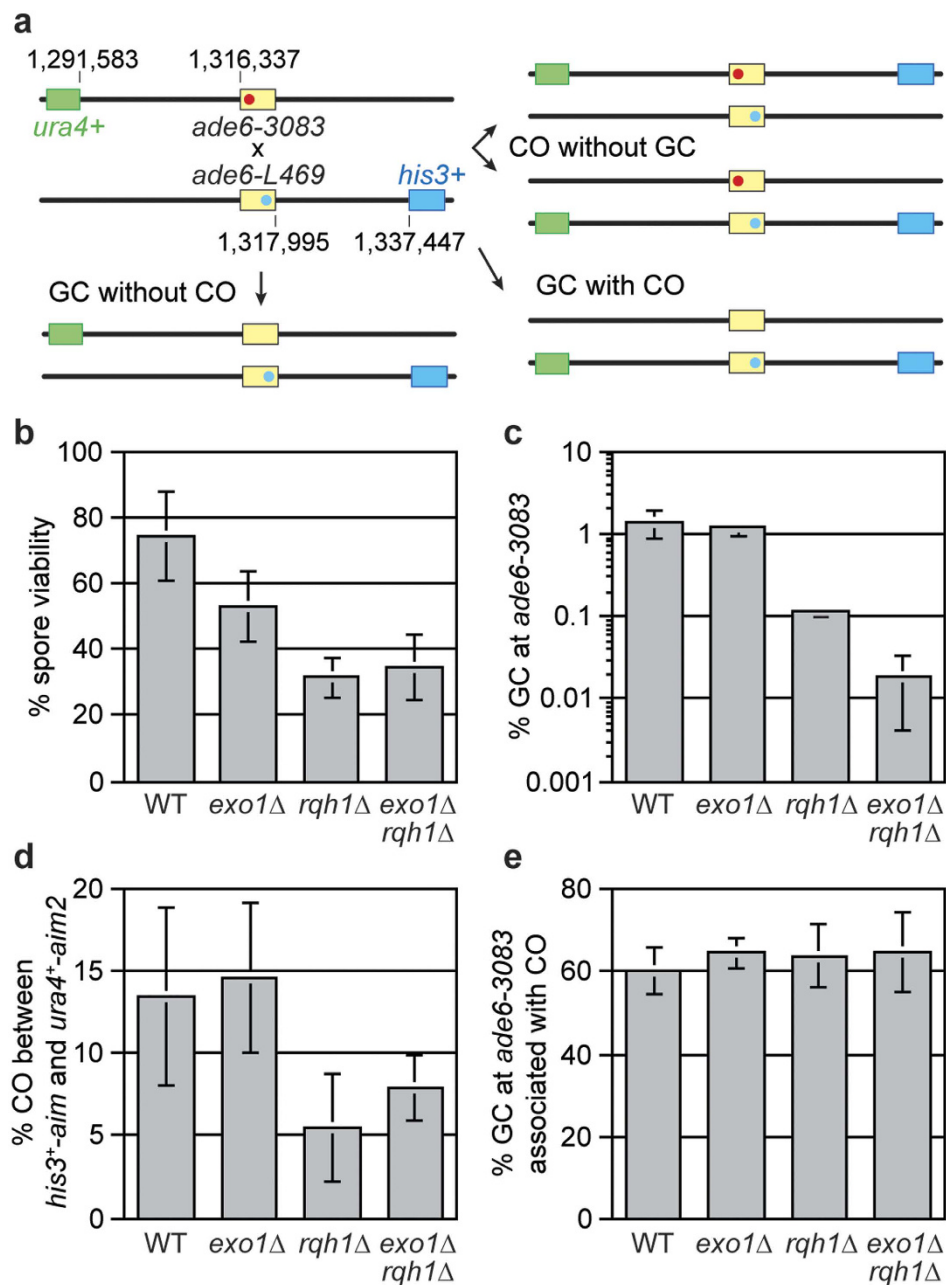 a
1,291,583
1,316,337
ura4+
ade6-3083
x
ade6-L469
his3+
1,317,995
1,337,447
GC without CO
CO without GC
GC with CO
b
% spore viability
100
80
60
40
20
0
WT
exo1Δ
rqh1Δ
exo1Δ
rqh1Δ
c
% GC at ade6-3083
10
1
0.1
0.01
0.001
WT
exo1Δ
rqh1Δ
exo1Δ
rqh1Δ
d
% CO between
his3+-aim and ura4+-aim2
20
15
10
5
0
WT
exo1Δ
rqh1Δ
exo1Δ
rqh1Δ
e
% GC at ade6-3083
associated with CO
80
60
40
20
0
WT
exo1Δ
rqh1Δ
exo1Δ
rqh1Δ